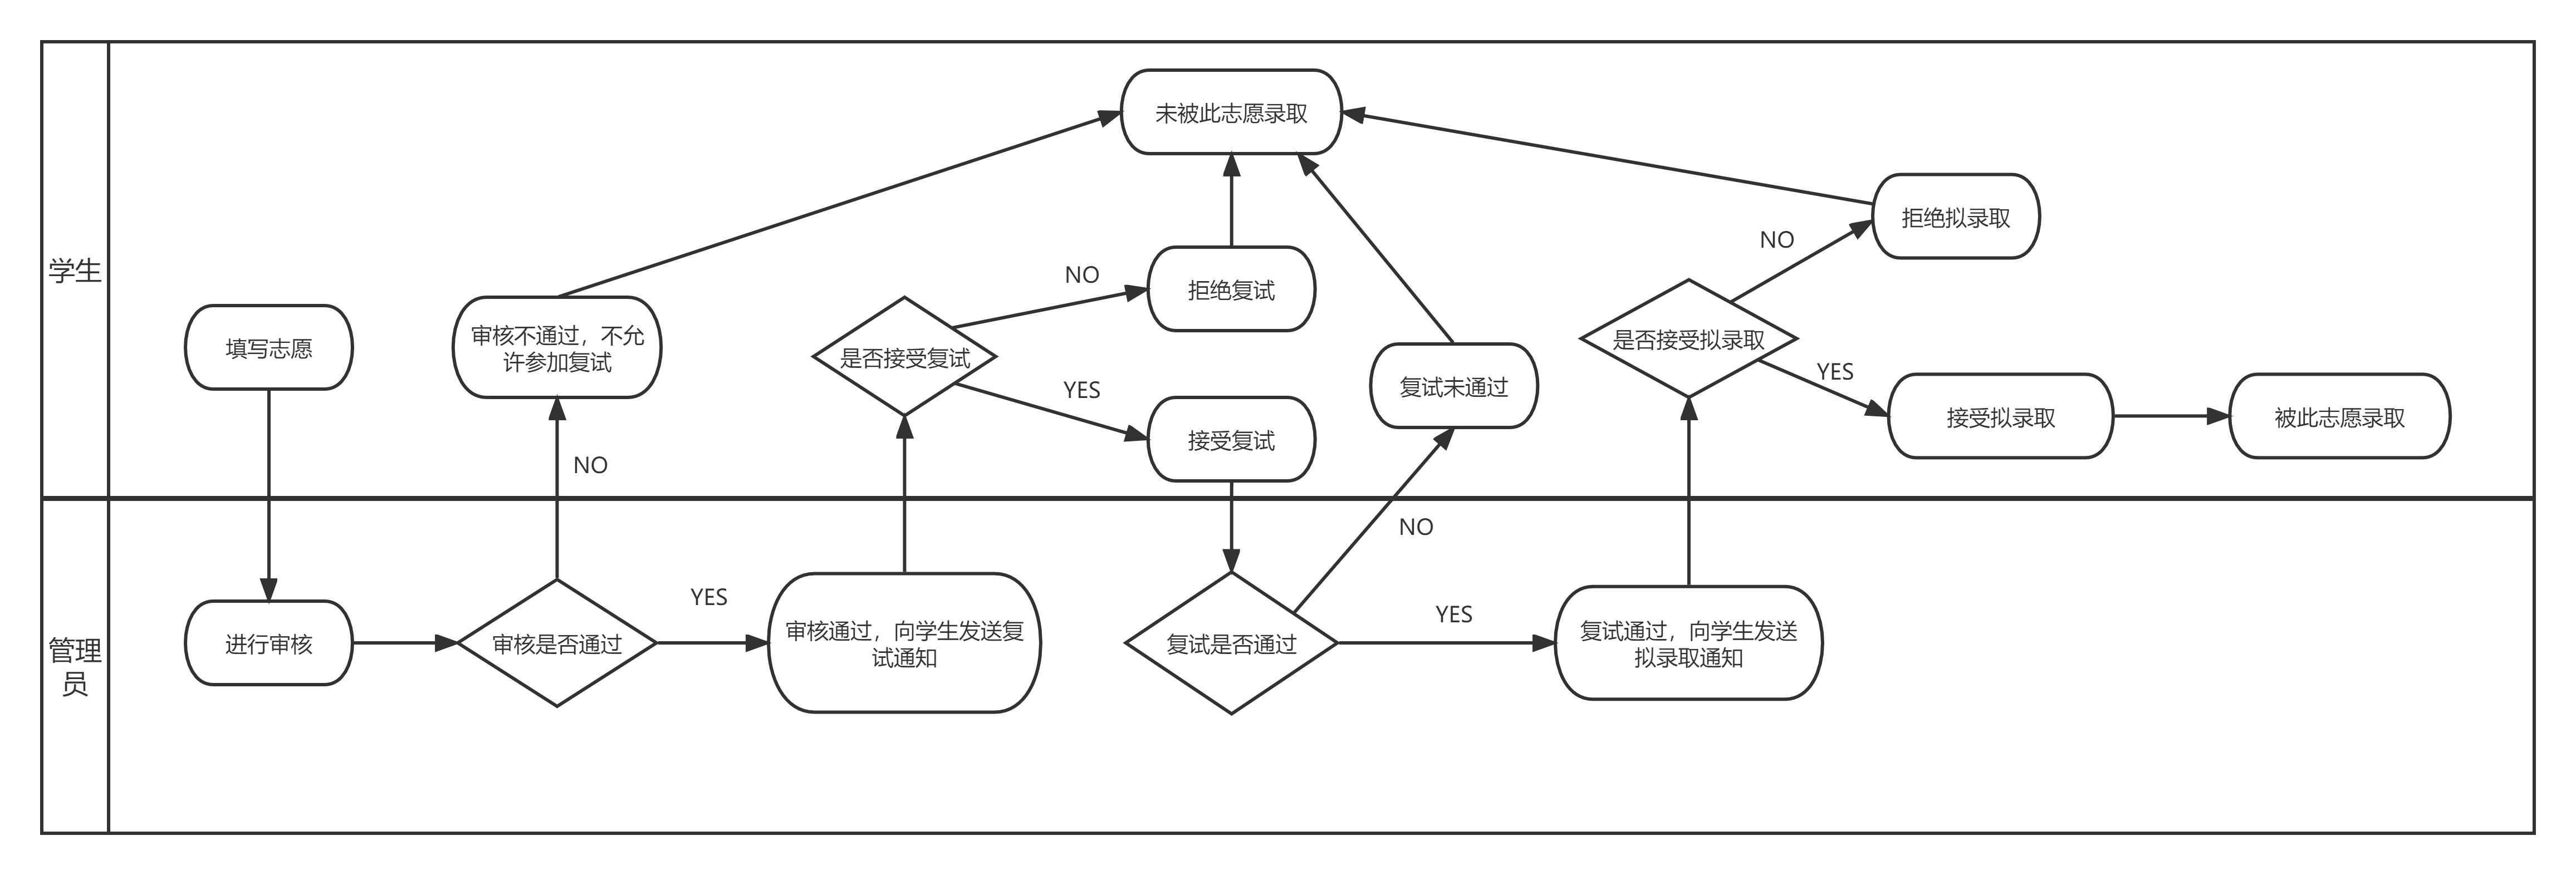 未被此志愿录取
拒绝拟录取
NO
学生
NO
拒绝复试
填写志愿
审核不通过，不允
许参加复试
是否接受复试
是否接受拟录取
YES
YES
复试未通过
接受复试
接受拟录取
被此志愿录取
NO
NO
管理
员
进行审核
审核是否通过
YES
审核通过，向学生发送复
试通知
复试是否通过
YES
复试通过，向学生发送
拟录取通知